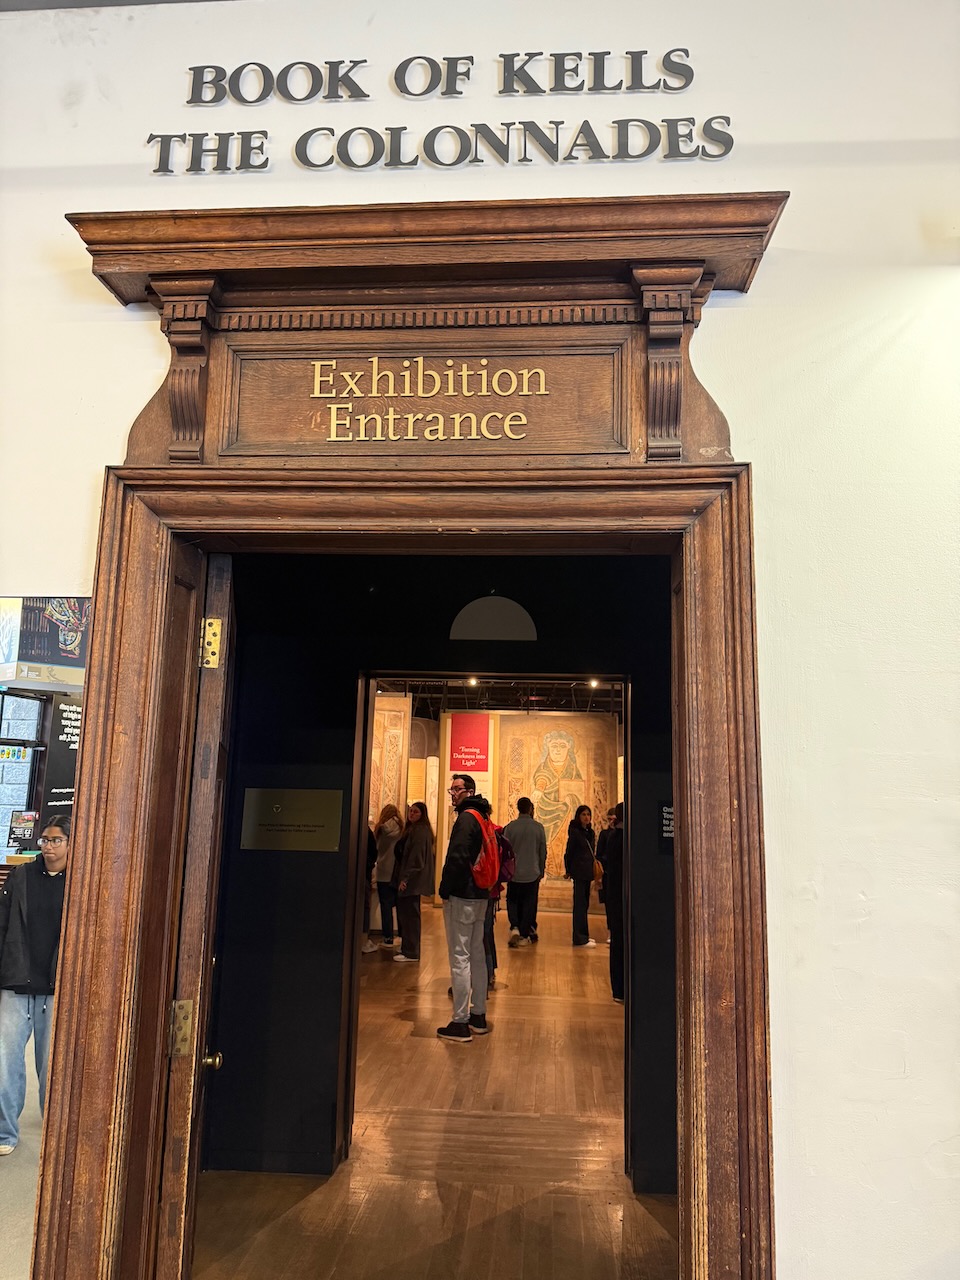 BOOK OF KELLS
THE COLONNADES
Exhibition
Entrance
'Turning
Darkness into
Light'